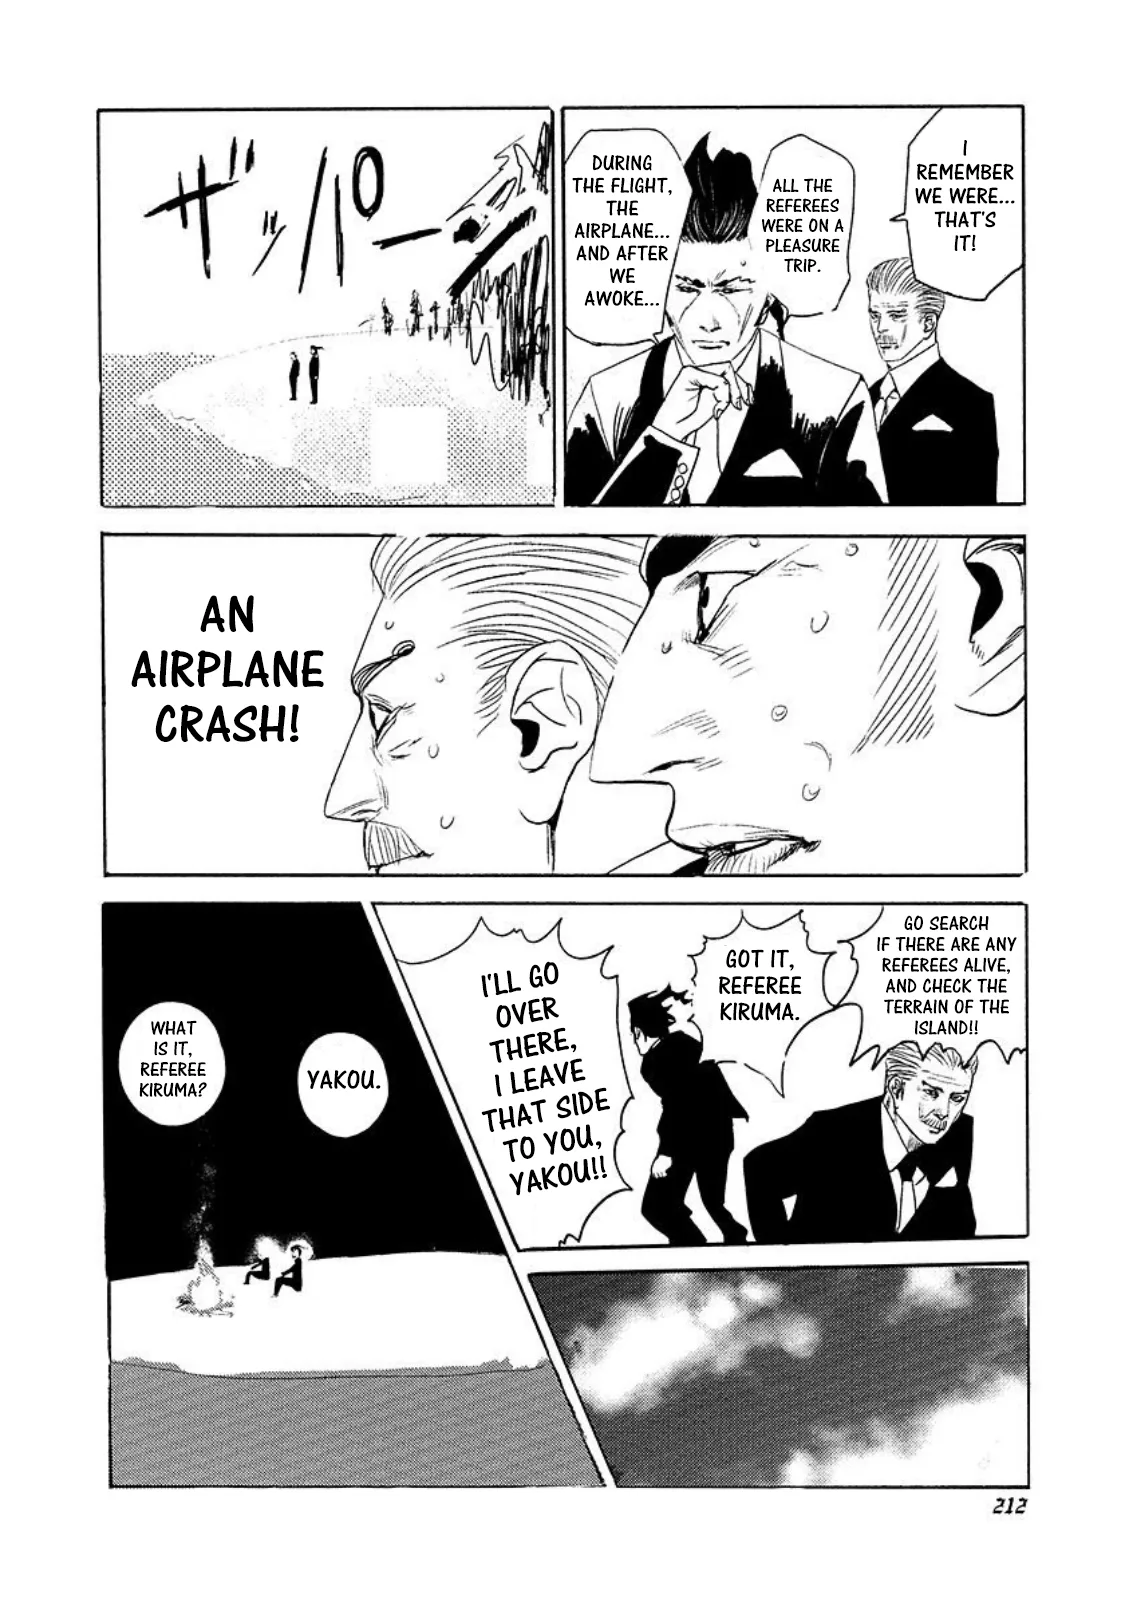 I
REMEMBER
WE WERE...
THAT'S
IT!
ALL THE
REFEREES
WERE ON A
PLEASURE
TRIP.
DURING
THE FLIGHT,
THE
AIRPLANE...
AND AFTER
WE
AWOKE...
ザッパーン
AN
AIRPLANE
CRASH!
GO SEARCH
IF THERE ARE ANY
REFEREES ALIVE,
AND CHECK THE
TERRAIN OF THE
ISLAND!!
GOT IT,
REFEREE
KIRUMA.
I'LL GO
OVER
THERE,
I LEAVE
THAT SIDE
TO YOU,
YAKOU!!
YAKOU.
WHAT
IS IT,
REFEREE
KIRUMA?
212